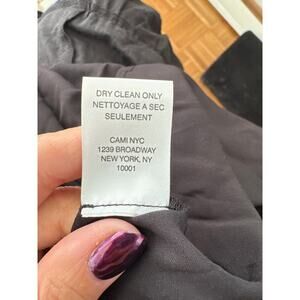 DRY CLEAN ONLY
NETTOYAGE A SEC
SEULEMENT
CAMI NYC
1239 BROADWAY
NEW YORK, NY
10001